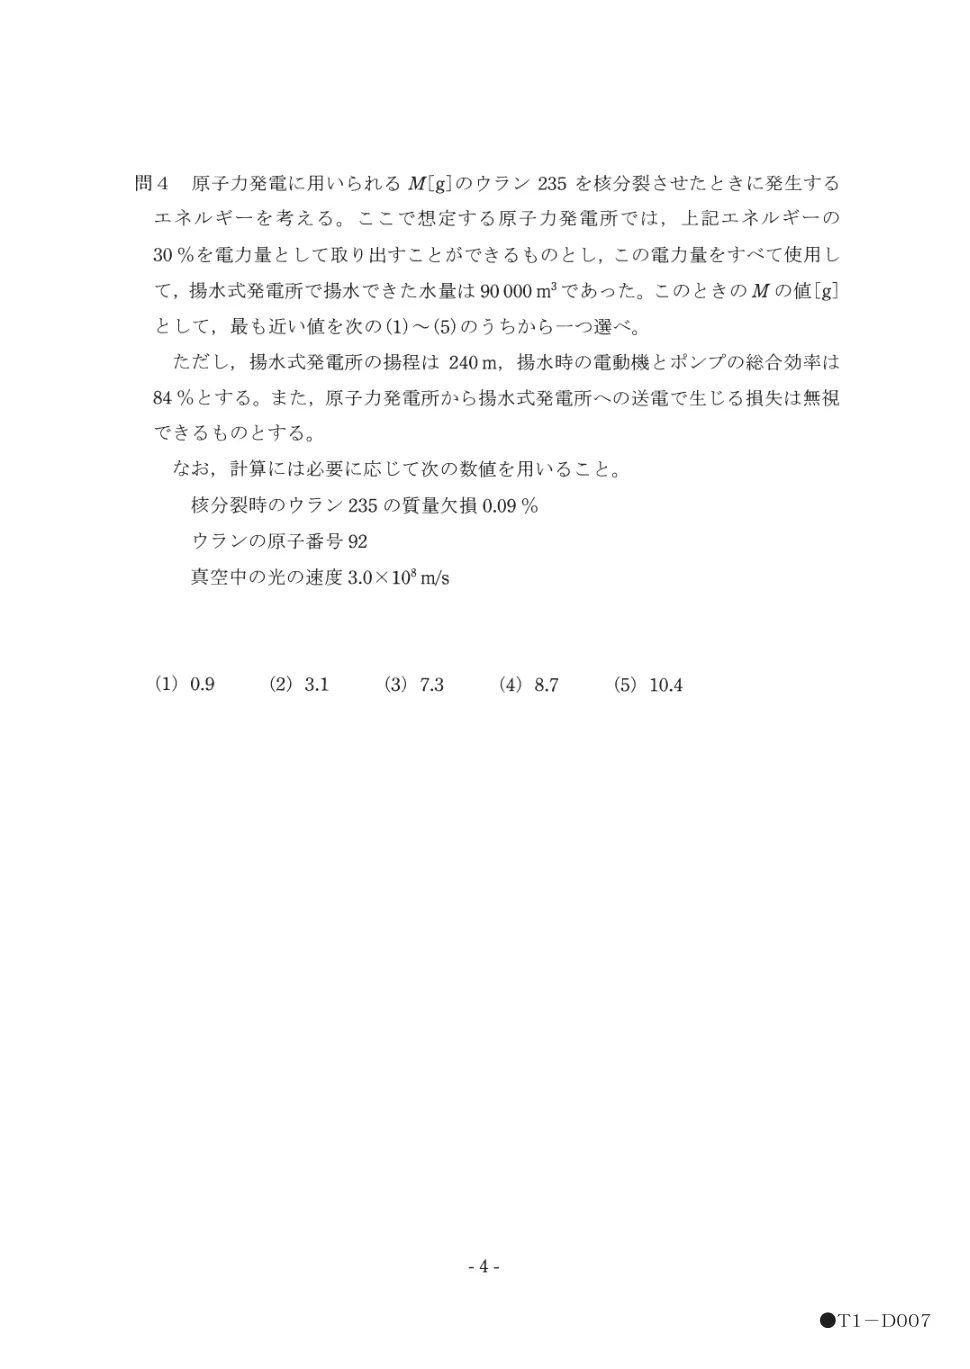 問4 原子力発電に用いられる M[g]のウラン 235 を核分裂させたときに発生する
エネルギーを考える。ここで想定する原子力発電所では，上記エネルギーの
30 %を電力量として取り出すことができるものとし，この電力量をすべて使用し
て，揚水式発電所で揚水できた水量は 90 000 m³であった。このときの M の値[g]
として，最も近い値を次の(1)～(5)のうちから一つ選べ。
ただし，揚水式発電所の揚程は 240 m，揚水時の電動機とポンプの総合効率は
84 %とする。また，原子力発電所から揚水式発電所への送電で生じる損失は無視
できるものとする。
なお，計算には必要に応じて次の数値を用いること。
核分裂時のウラン 235 の質量欠損 0.09 %
ウランの原子番号 92
真空中の光の速度 3.0×10⁸ m/s
(1) 0.9 (2) 3.1 (3) 7.3 (4) 8.7 (5) 10.4
- 4 -
●T1－D007